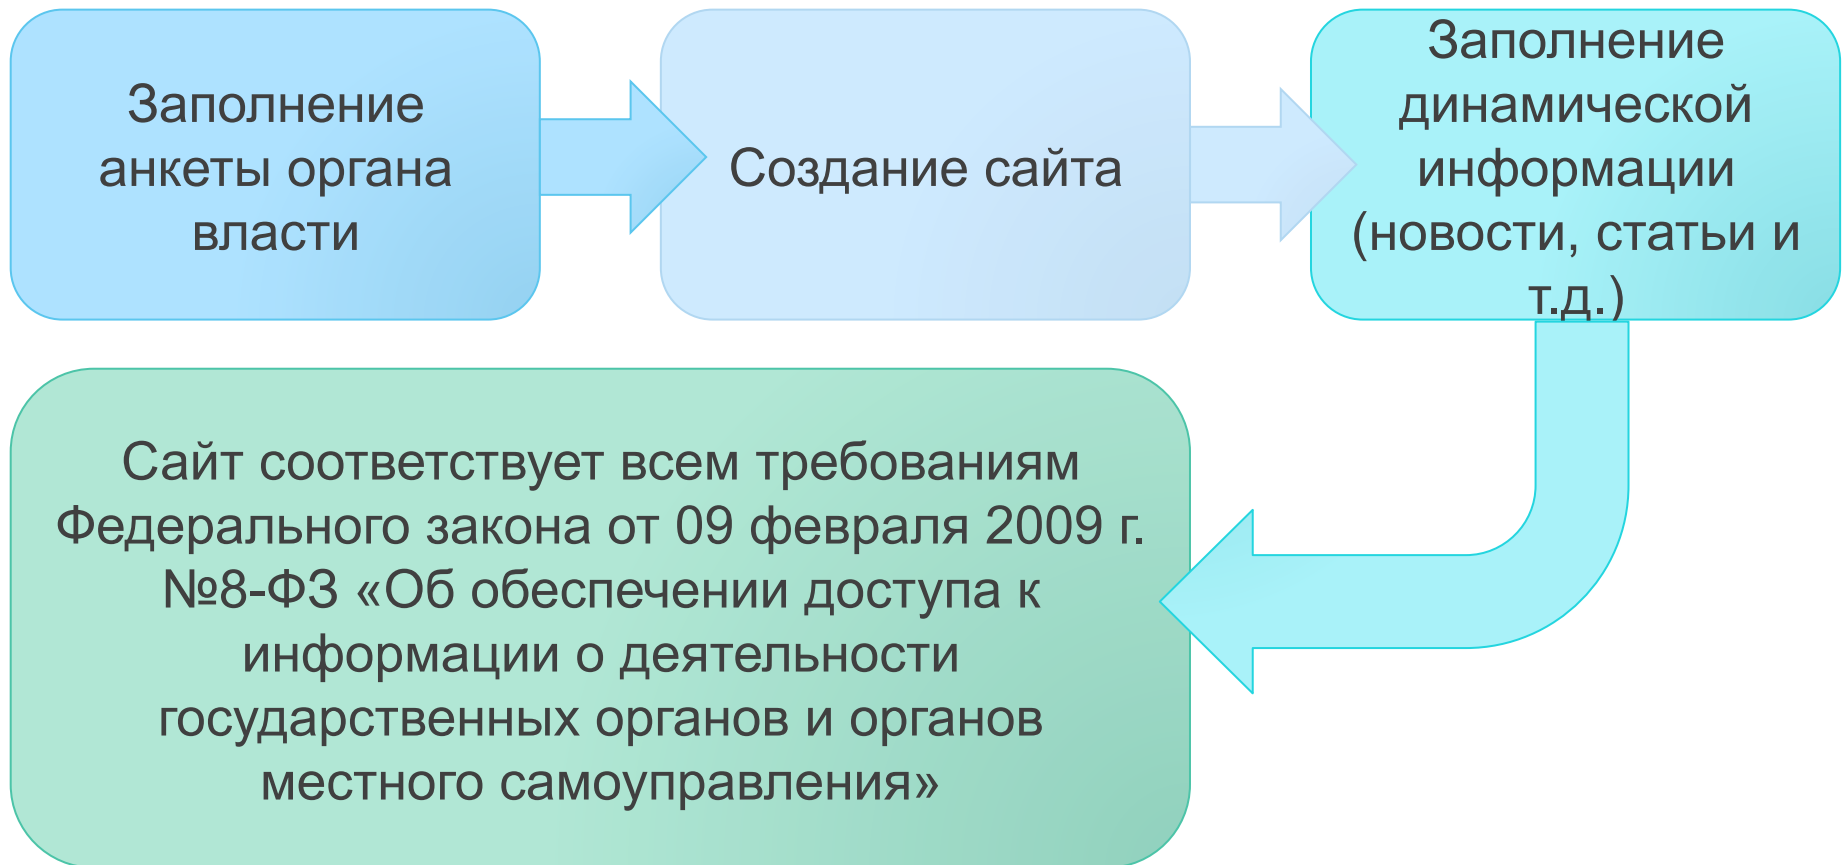 Заполнение
анкеты органа
власти
Создание сайта
Заполнение
динамической
информации
(новости, статьи и
т.д.)
Сайт соответствует всем требованиям
Федерального закона от 09 февраля 2009 г.
№8-ФЗ «Об обеспечении доступа к
информации о деятельности
государственных органов и органов
местного самоуправления»